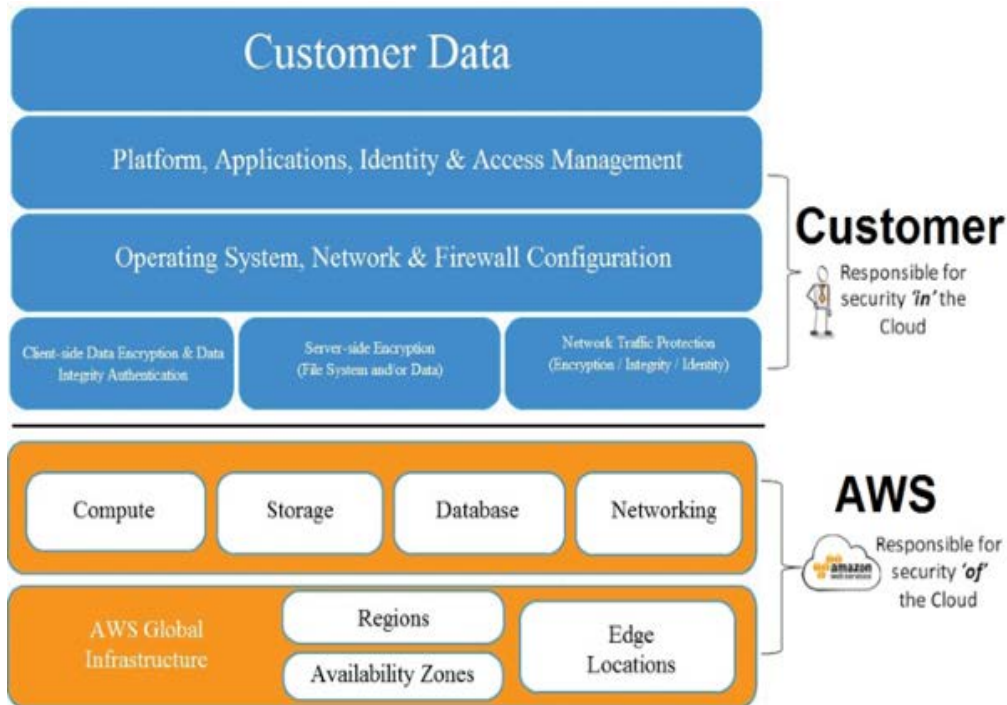 Customer Data
Platform, Applications, Identity & Access Management
Operating System, Network & Firewall Configuration
Client-side Data Encryption & Data
Integrity Authentication
Server-side Encryption
(File System and/or Data)
Network Traffic Protection
(Encryption / Integrity / Identity)
Customer
Responsible for
security 'in' the
Cloud
Compute
Storage
Database
Networking
AWS
amazon
web services
Responsible for
security 'of'
the Cloud
AWS Global
Infrastructure
Regions
Availability Zones
Edge
Locations